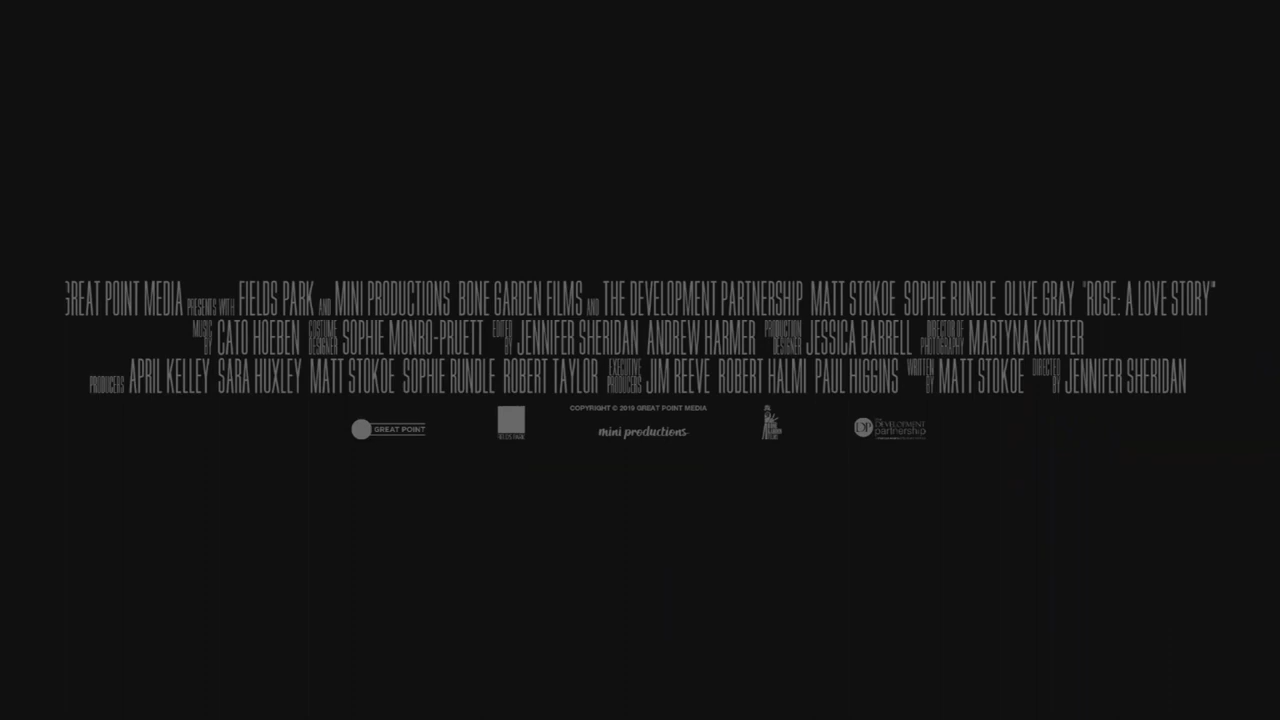 GREAT POINT MEDIA PRESENTS WITH FIELDS PARK AND MINI PRODUCTIONS BONE GARDEN FILMS AND THE DEVELOPMENT PARTNERSHIP MATT STOKOE SOPHIE RUNDLE OLIVE GRAY "ROSE: A LOVE STORY"
MUSIC BY CATO HOEBEN COSTUME DESIGNER SOPHIE MONRO-PRUETT EDITED BY JENNIFER SHERIDAN ANDREW HARMER PRODUCTION DESIGNER JESSICA BARRELL DIRECTOR OF PHOTOGRAPHY MARTYNA KNITTER
PRODUCERS APRIL KELLEY SARA HUXLEY MATT STOKOE SOPHIE RUNDLE ROBERT TAYLOR EXECUTIVE PRODUCERS JIM REEVE ROBERT HALMI PAUL HIGGINS WRITTEN BY MATT STOKOE DIRECTED BY JENNIFER SHERIDAN
COPYRIGHT © 2019 GREAT POINT MEDIA
GREAT POINT FIELDS PARK mini productions DP THE DEVELOPMENT partnership